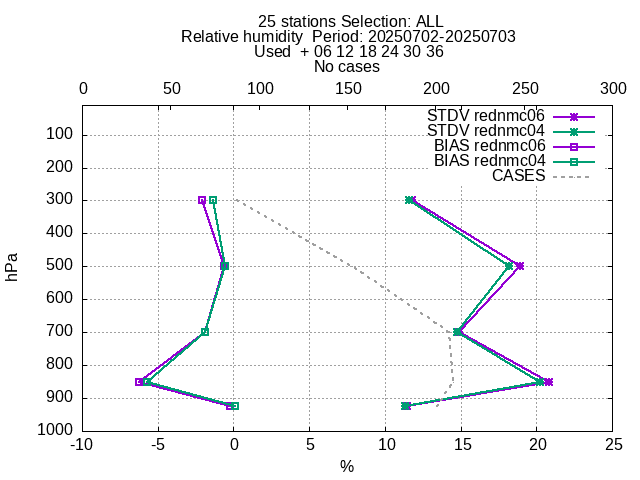 25 stations Selection: ALL
Relative humidity  Period: 20250702-20250703
Used  + 06 12 18 24 30 36
No cases
0 50 100 150 200 250 300
STDV rednmc06
STDV rednmc04
BIAS rednmc06
BIAS rednmc04
CASES
100
200
300
400
500
600
700
800
900
1000
hPa
-10 -5 0 5 10 15 20 25
%